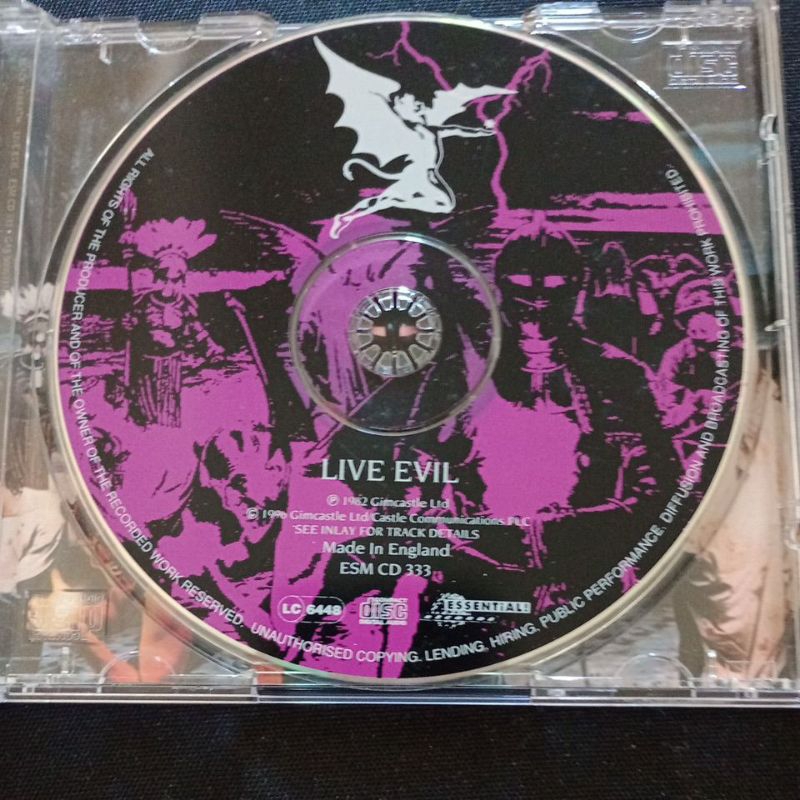 LIVE EVIL
℗ 1982 Gimcastle Ltd
© 1996 Gimcastle Ltd/Castle Communications PLC
SEE INLAY FOR TRACK DETAILS
Made In England
ESM CD 333
LC 6448
COMPACT disc DIGITAL AUDIO
ESSENTiAL!
ALL RIGHTS OF THE PRODUCER AND OF THE OWNER OF THE RECORDED WORK RESERVED. UNAUTHORISED COPYING. LENDING. HIRING. PUBLIC PERFORMANCE. DIFFUSION AND BROADCASTING OF THIS WORK PROHIBITED.